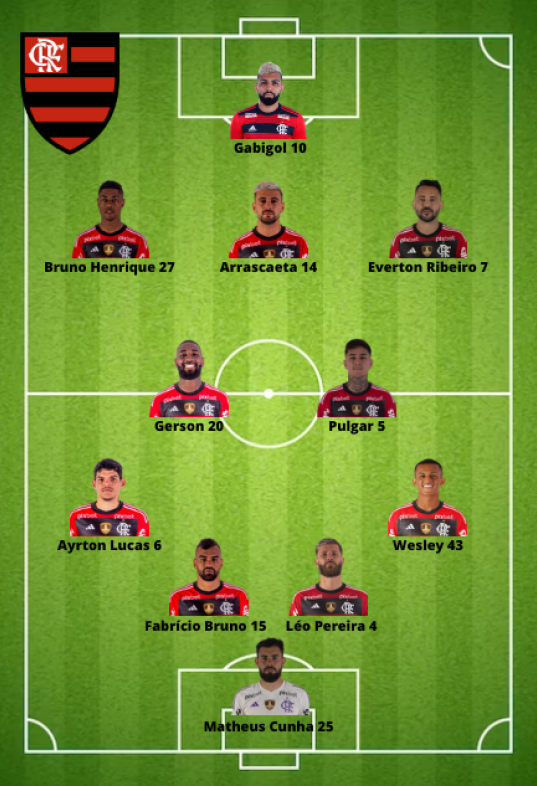 CRF
Gabigol 10
Bruno Henrique 27
Arrascaeta 14
Everton Ribeiro 7
Gerson 20
Pulgar 5
Ayrton Lucas 6
Wesley 43
Fabrício Bruno 15
Léo Pereira 4
Matheus Cunha 25